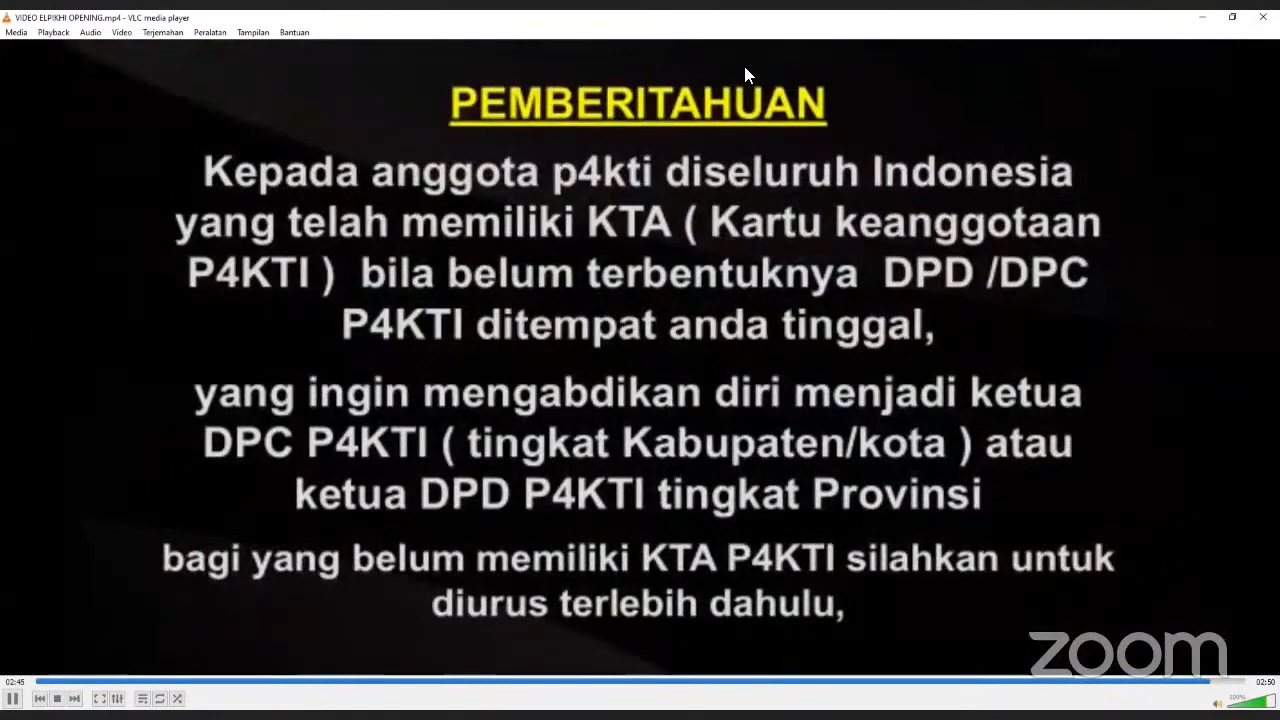 VIDEO ELPIKHI OPENING.mp4 - VLC media player
Media Playback Audio Video Terjemahan Peralatan Tampilan Bantuan
PEMBERITAHUAN
Kepada anggota p4kti diseluruh Indonesia
yang telah memiliki KTA ( Kartu keanggotaan
P4KTI ) bila belum terbentuknya DPD /DPC
P4KTI ditempat anda tinggal,
yang ingin mengabdikan diri menjadi ketua
DPC P4KTI ( tingkat Kabupaten/kota ) atau
ketua DPD P4KTI tingkat Provinsi
bagi yang belum memiliki KTA P4KTI silahkan untuk
diurus terlebih dahulu,
zoom
02:45 02:50
100%